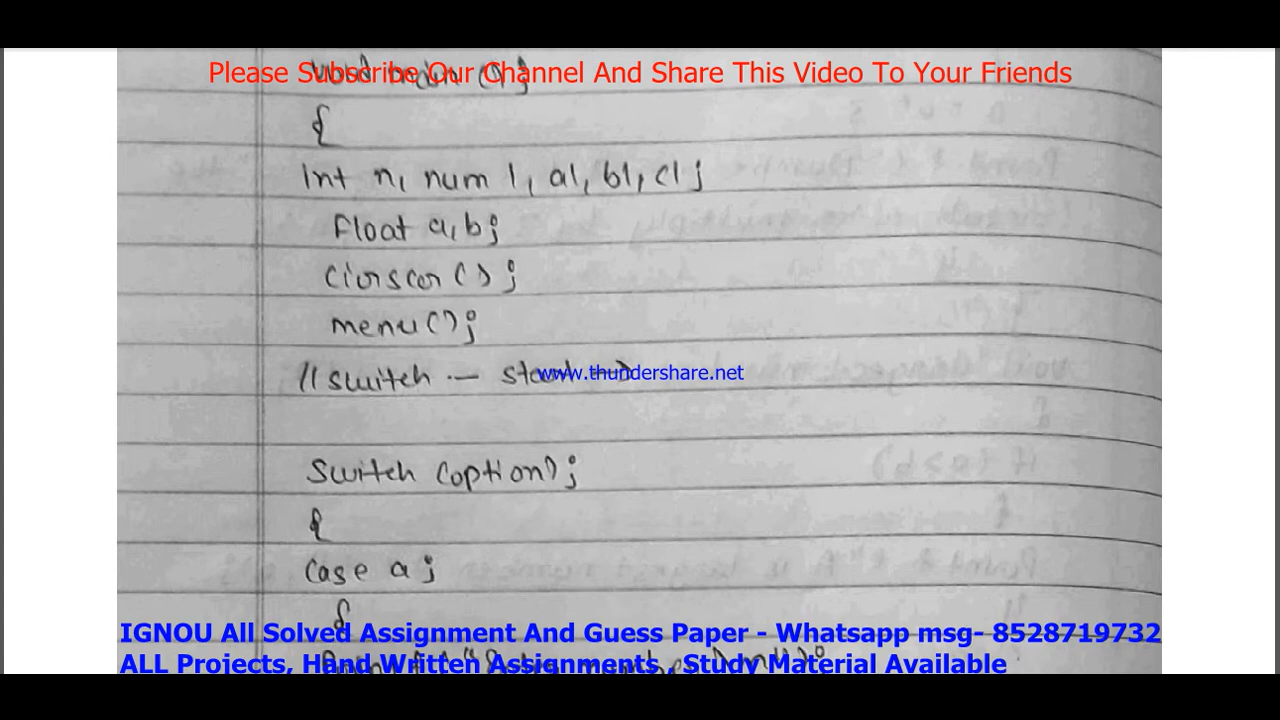 Please Subscribe Our Channel And Share This Video To Your Friends
{
int n, num 1, a1, b1, c1;
float a, b;
menu();
// switch — 
www.thundershare.net
switch (option);
{
case a;
{
IGNOU All Solved Assignment And Guess Paper - Whatsapp msg- 8528719732
ALL Projects, Hand Written Assignments , Study Material Available